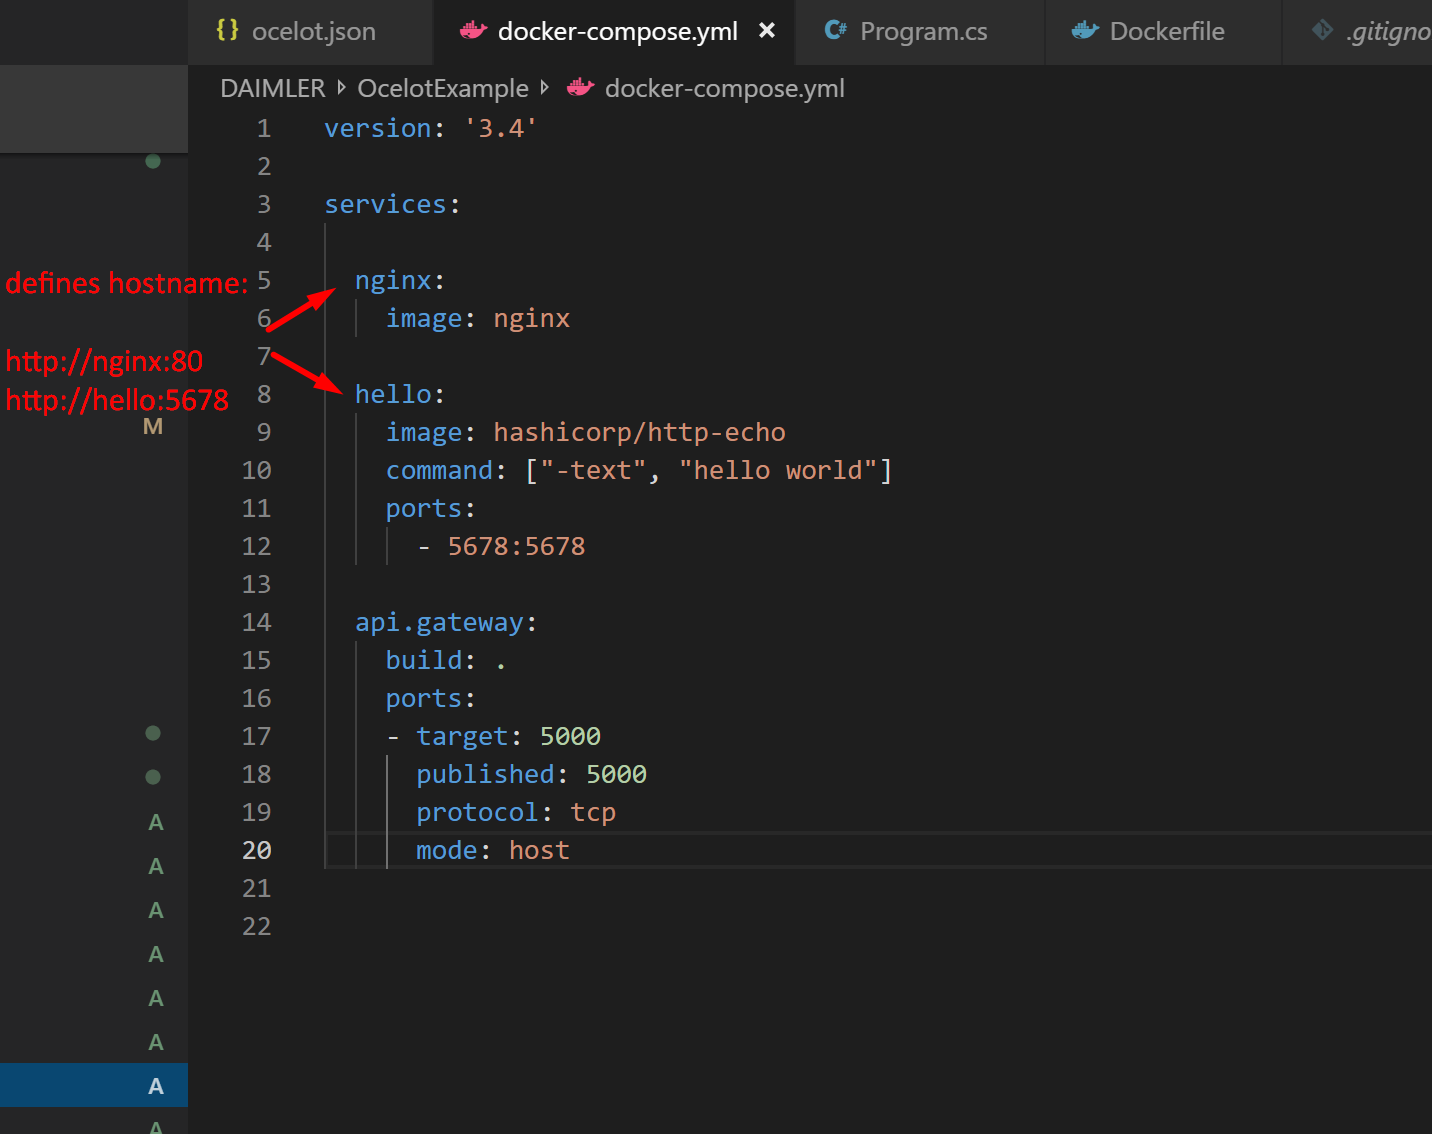 {} ocelot.json docker-compose.yml × C# Program.cs Dockerfile .gitigno
DAIMLER OcelotExample docker-compose.yml
1 version: '3.4'
2
3 services:
4
defines hostname: 5 nginx:
6 image: nginx
http://nginx:80 7
http://hello:5678 8 hello:
M 9 image: hashicorp/http-echo
10 command: ["-text", "hello world"]
11 ports:
12 - 5678:5678
13
14 api.gateway:
15 build: .
16 ports:
17 - target: 5000
18 published: 5000
A 19 protocol: tcp
A 20 mode: host
A 21
22
A
A
A
A
A